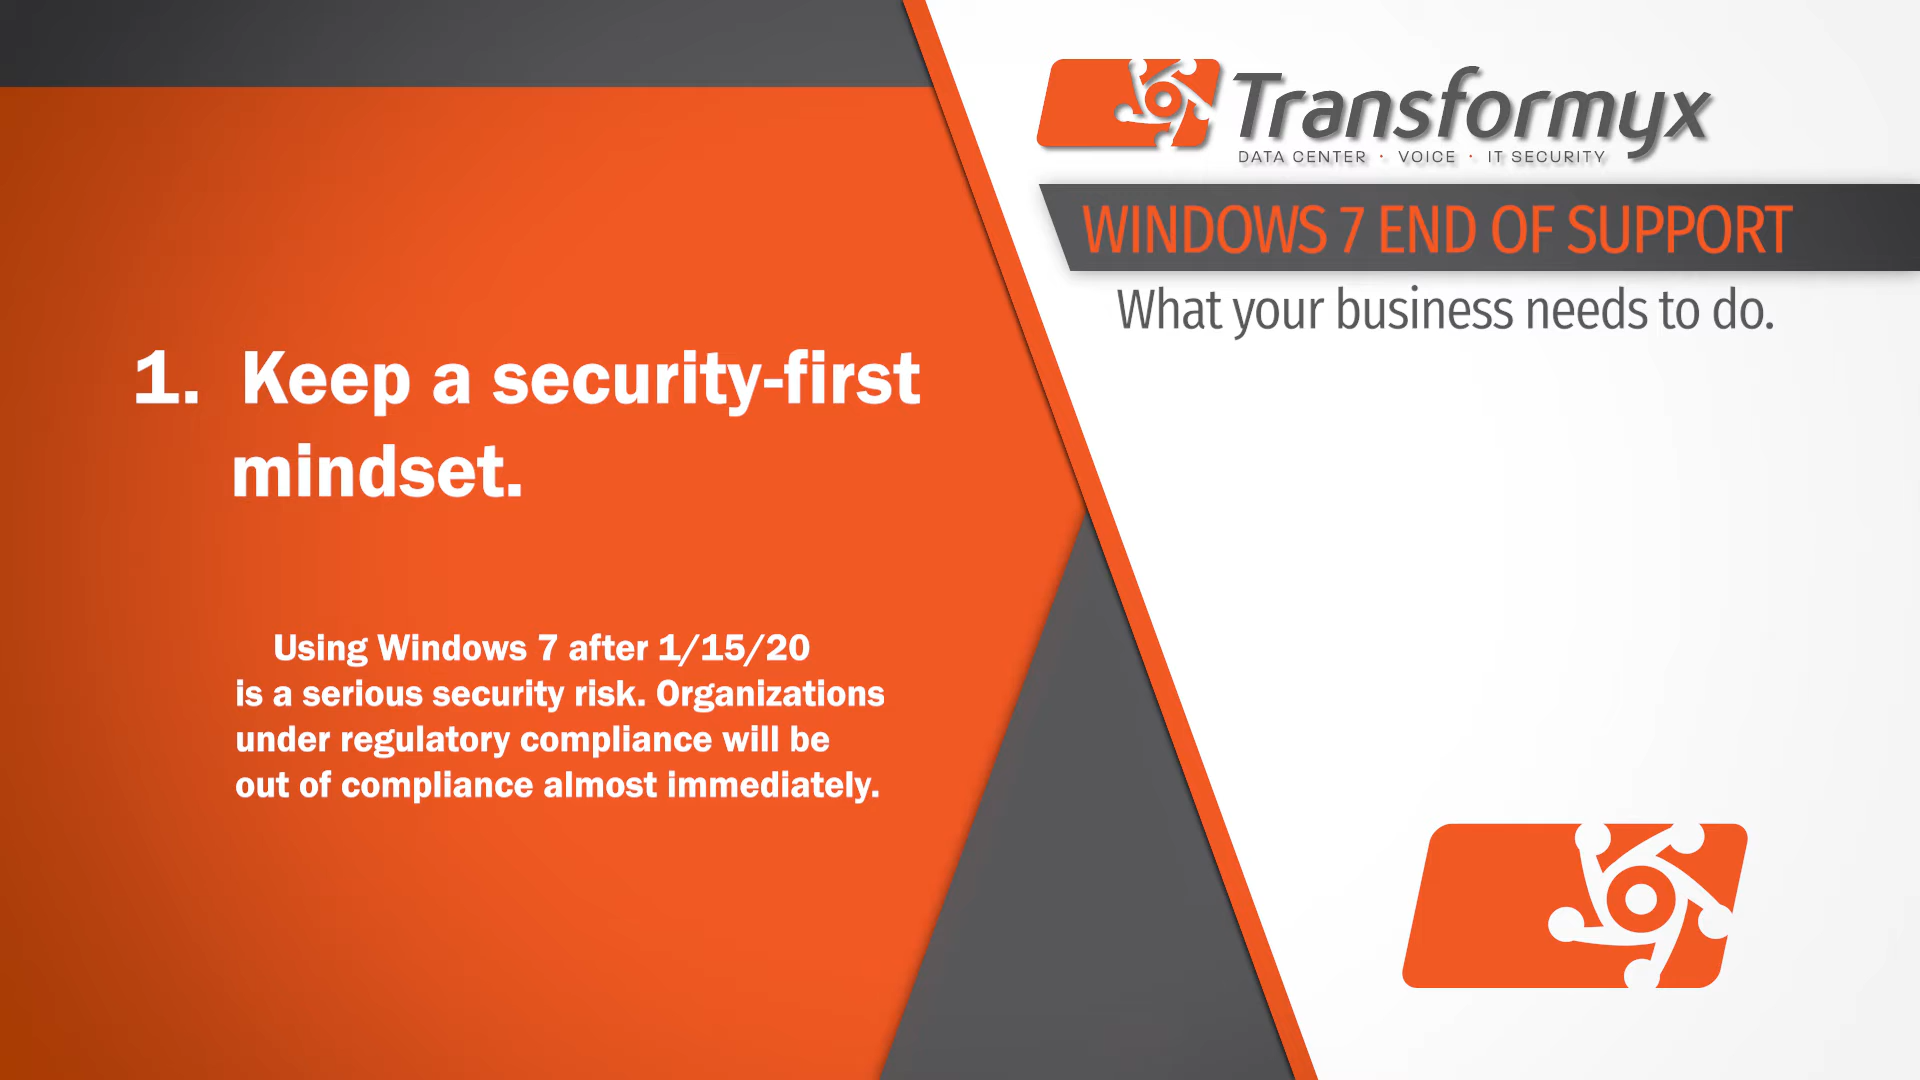 Transformyx
DATA CENTER · VOICE · IT SECURITY
WINDOWS 7 END OF SUPPORT
What your business needs to do.
1. Keep a security-first
mindset.
Using Windows 7 after 1/15/20
is a serious security risk. Organizations
under regulatory compliance will be
out of compliance almost immediately.